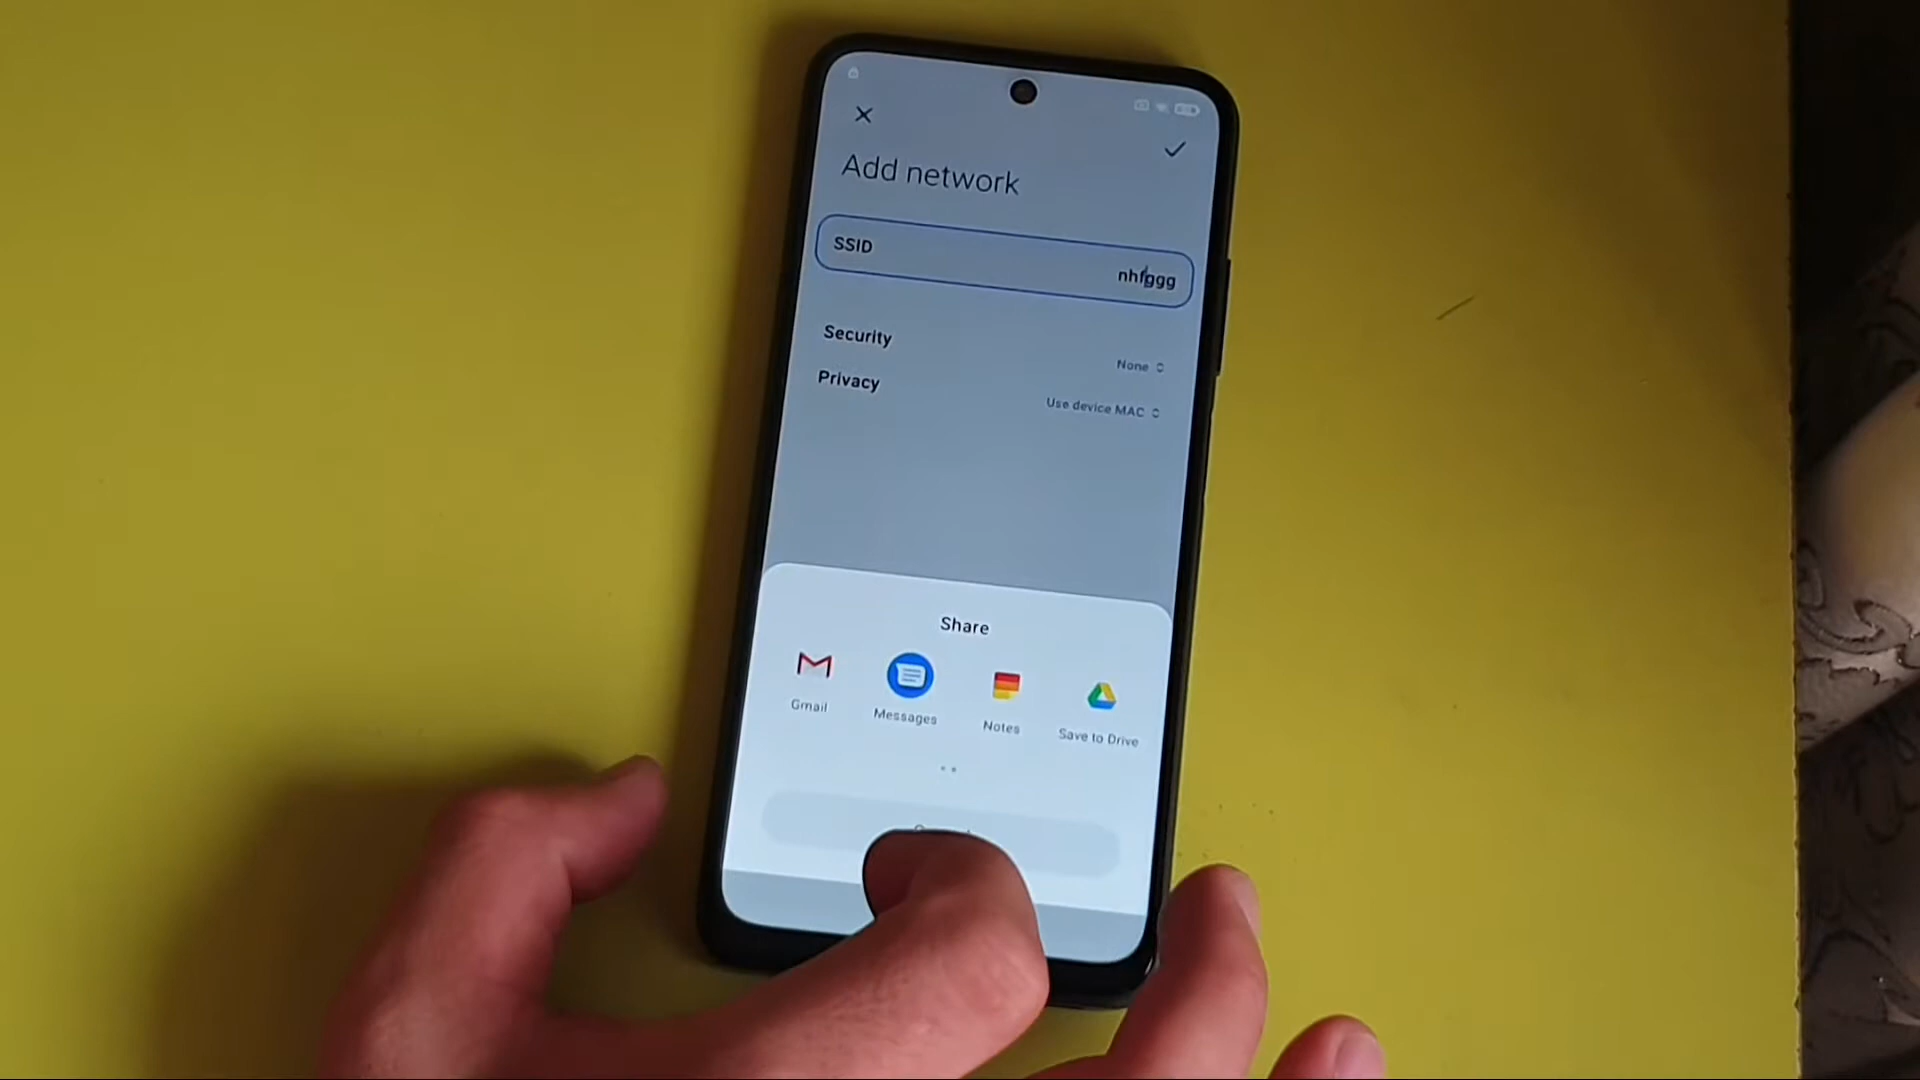 Add network
SSID
nhfggg
Security
None
Privacy
Use device MAC
Share
Gmail
Messages
Notes
Save to Drive